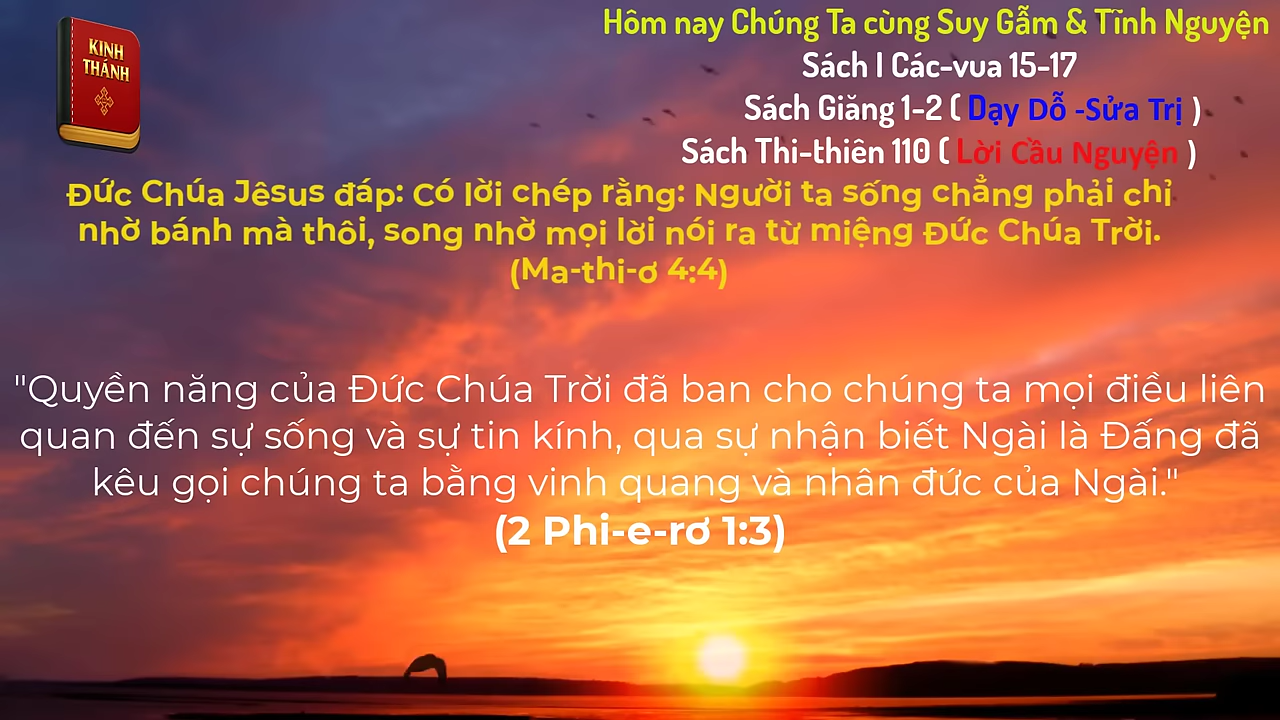 KINH
THÁNH
Hôm nay Chúng Ta cùng Suy Gẫm & Tĩnh Nguyện
Sách I Các-vua 15-17
Sách Giăng 1-2 ( Dạy Dỗ -Sửa Trị )
Sách Thi-thiên 110 ( Lời Cầu Nguyện )
Đức Chúa Jêsus đáp: Có lời chép rằng: Người ta sống chẳng phải chỉ
nhờ bánh mà thôi, song nhờ mọi lời nói ra từ miệng Đức Chúa Trời.
(Ma-thi-ơ 4:4)
"Quyền năng của Đức Chúa Trời đã ban cho chúng ta mọi điều liên
quan đến sự sống và sự tin kính, qua sự nhận biết Ngài là Đấng đã
kêu gọi chúng ta bằng vinh quang và nhân đức của Ngài."
(2 Phi-e-rơ 1:3)